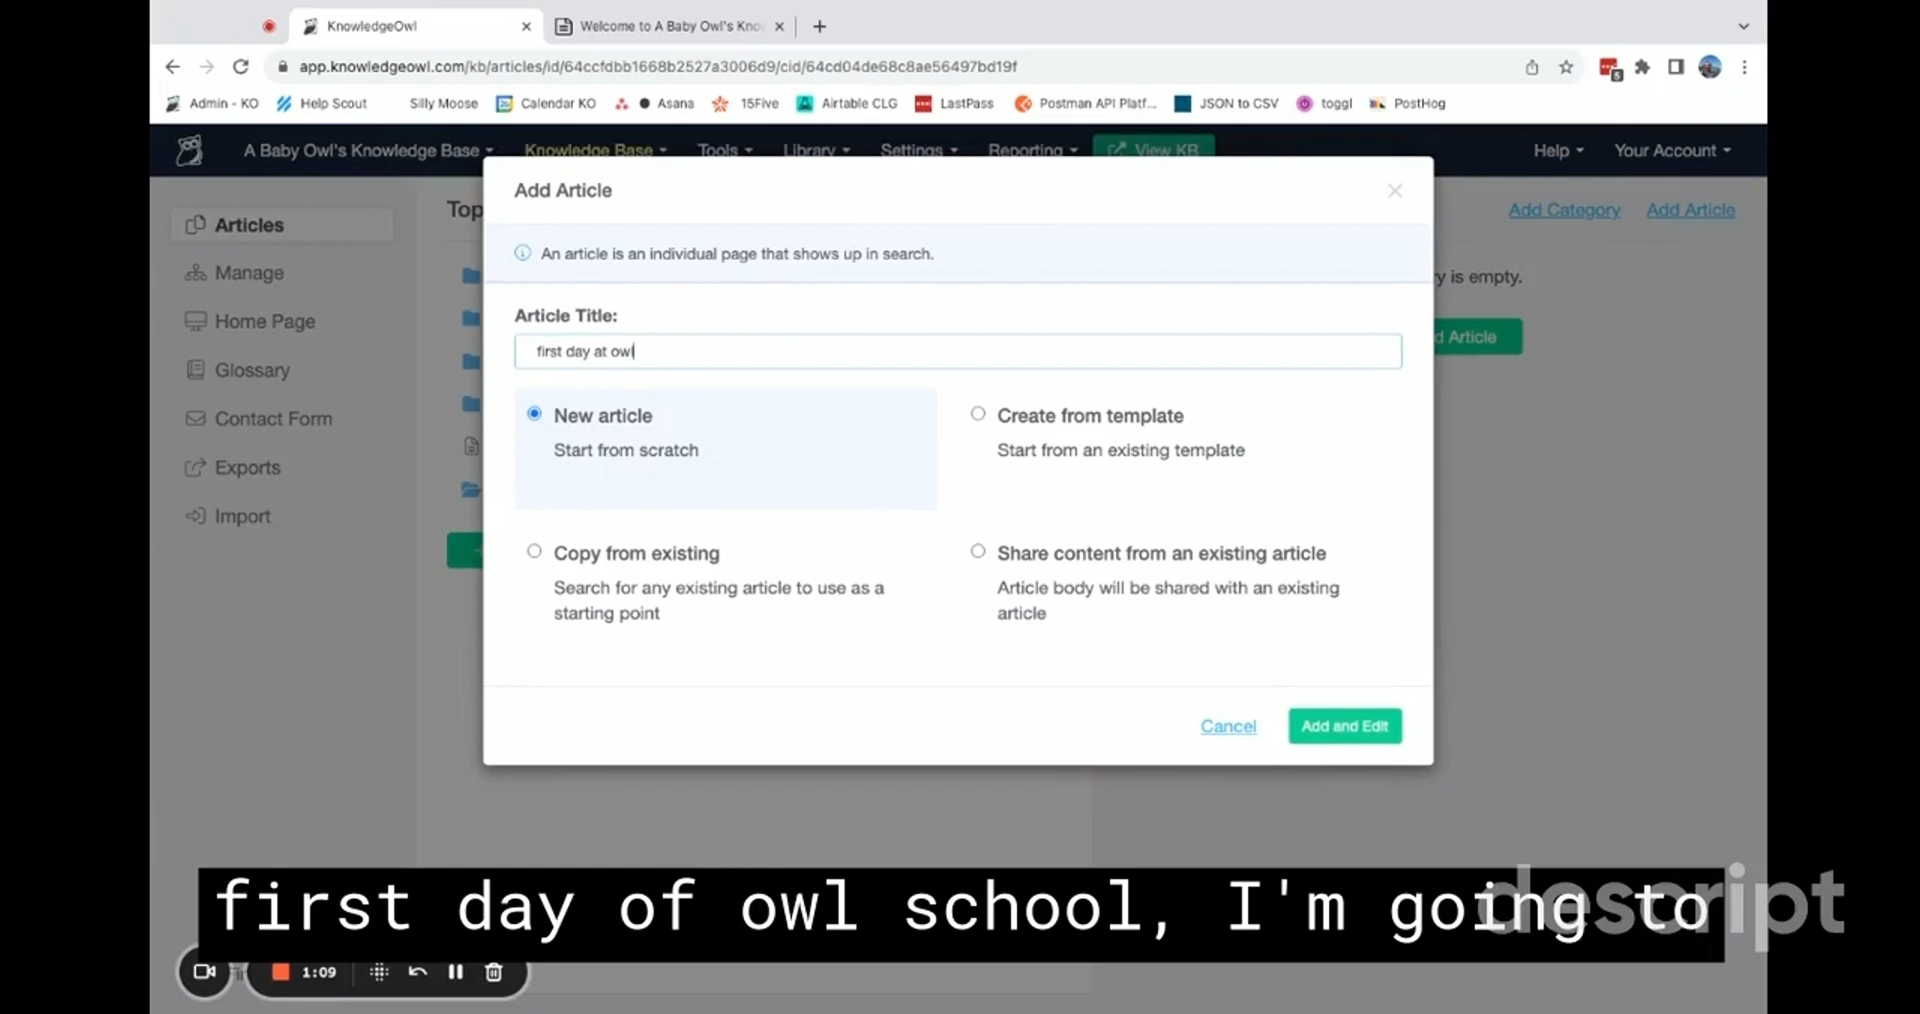 KnowledgeOwl
Welcome to A Baby Owl's Kno
app.knowledgeowl.com/kb/articles/id/64ccfdbb1668b2527a3006d9/cid/64cd04de68c8ae56497bd19f
5
Admin - KO
Help Scout
Silly Moose
Calendar KO
Asana
15Five
Airtable CLG
LastPass
Postman API Platf...
JSON to CSV
toggl
PostHog
A Baby Owl's Knowledge Base
Knowledge Base
Tools
Library
Settings
Reporting
View KB
Help
Your Account
Articles
Manage
Home Page
Glossary
Contact Form
Exports
Import
Top
Add Category
Add Article
y is empty.
d Article
Add Article
An article is an individual page that shows up in search.
Article Title:
first day at owl
New article
Start from scratch
Create from template
Start from an existing template
Copy from existing
Search for any existing article to use as a
starting point
Share content from an existing article
Article body will be shared with an existing
article
Cancel
Add and Edit
first day of owl school, I'm going to
descript
1:09